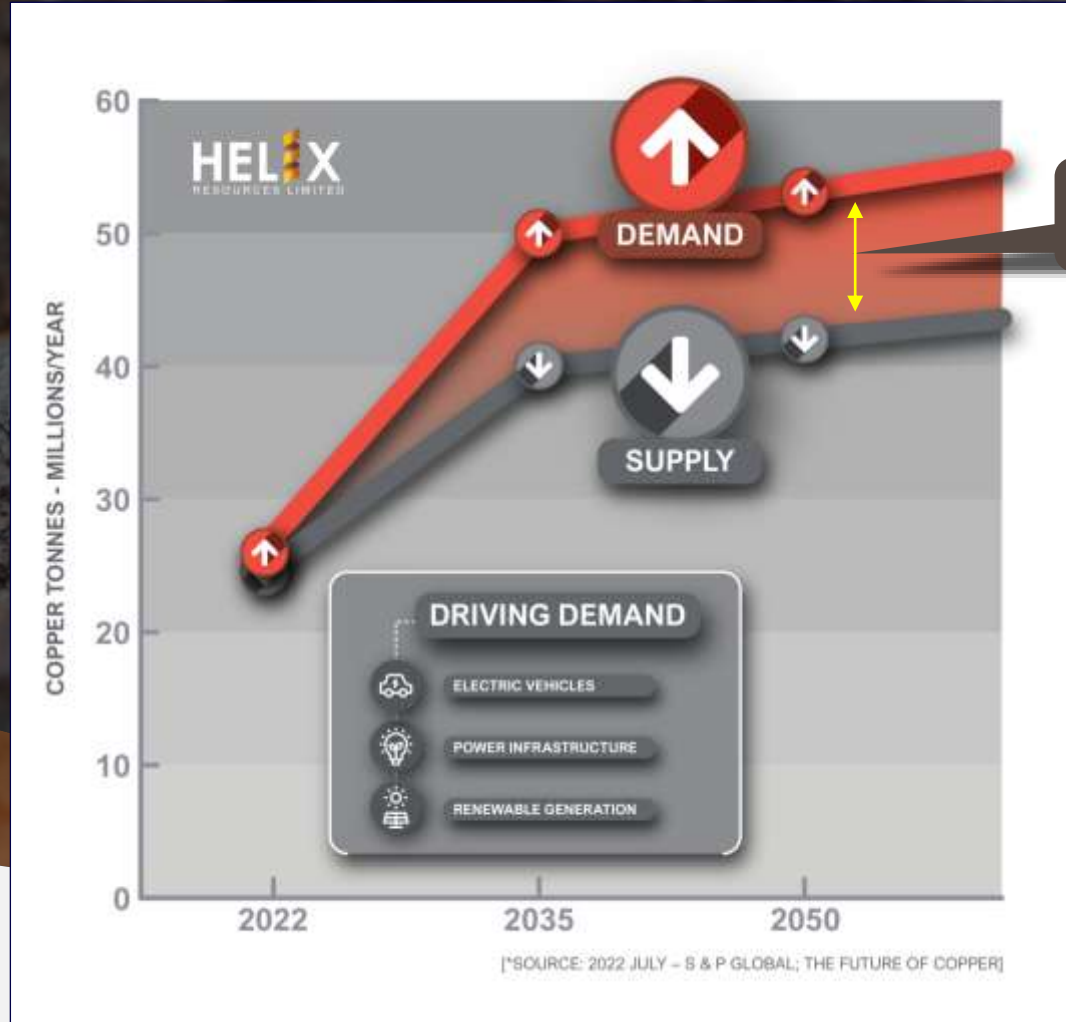 60
50
40
30
20
10
0
COPPER TONNES - MILLIONS/YEAR
HELIX
RESOURCES LIMITED
DEMAND
SUPPLY
DRIVING DEMAND
ELECTRIC VEHICLES
POWER INFRASTRUCTURE
RENEWABLE GENERATION
2022 2035 2050
[*SOURCE: 2022 JULY – S & P GLOBAL; THE FUTURE OF COPPER]